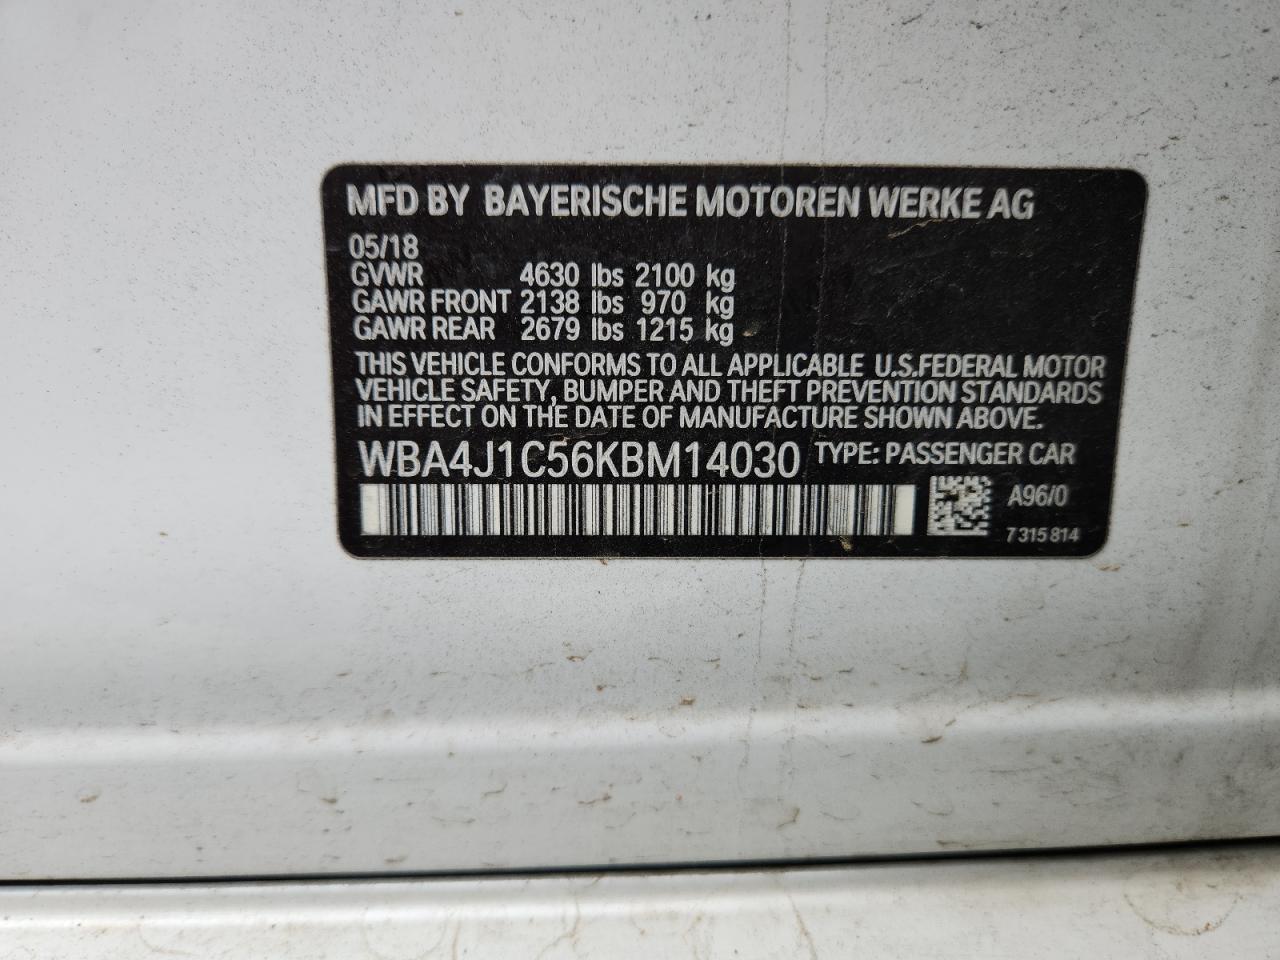 MFD BY BAYERISCHE MOTOREN WERKE AG
05/18
GVWR 4630 lbs 2100 kg
GAWR FRONT 2138 lbs 970 kg
GAWR REAR 2679 lbs 1215 kg
THIS VEHICLE CONFORMS TO ALL APPLICABLE U.S.FEDERAL MOTOR
VEHICLE SAFETY, BUMPER AND THEFT PREVENTION STANDARDS
IN EFFECT ON THE DATE OF MANUFACTURE SHOWN ABOVE.
WBA4J1C56KBM14030 TYPE: PASSENGER CAR
A96/0
7 315 814